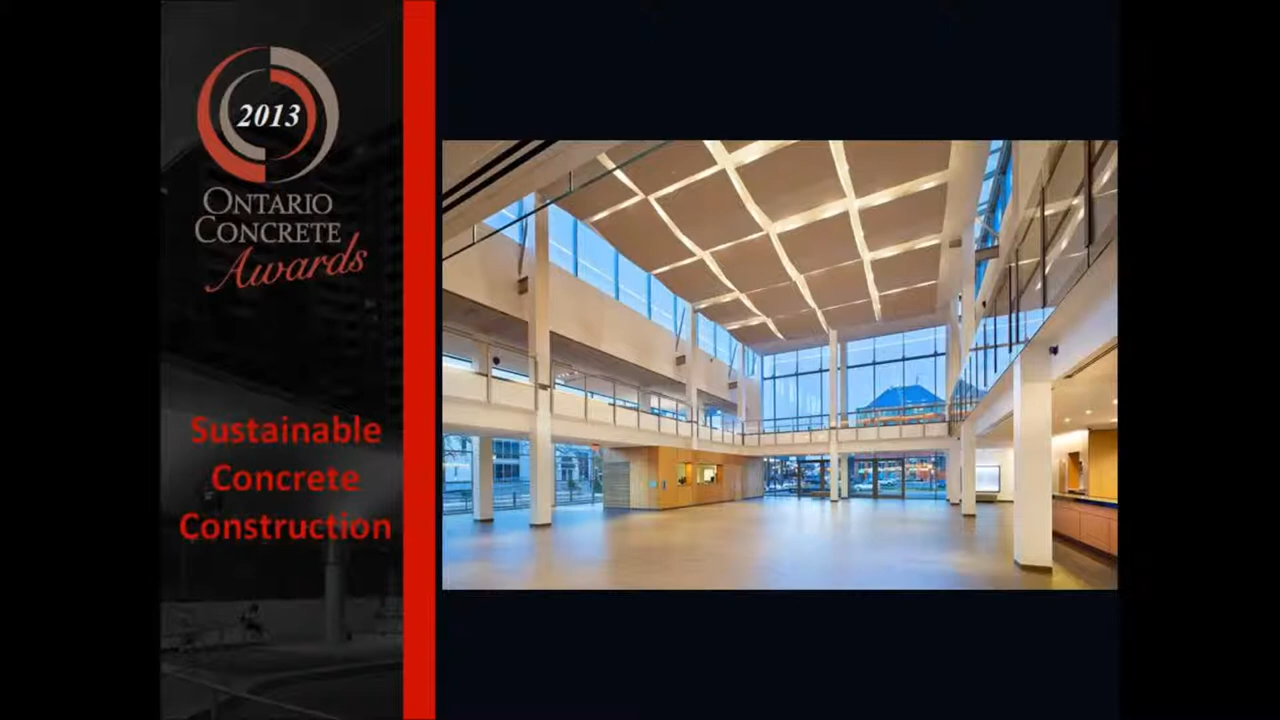 2013
ONTARIO
CONCRETE
Awards
Sustainable
Concrete
Construction